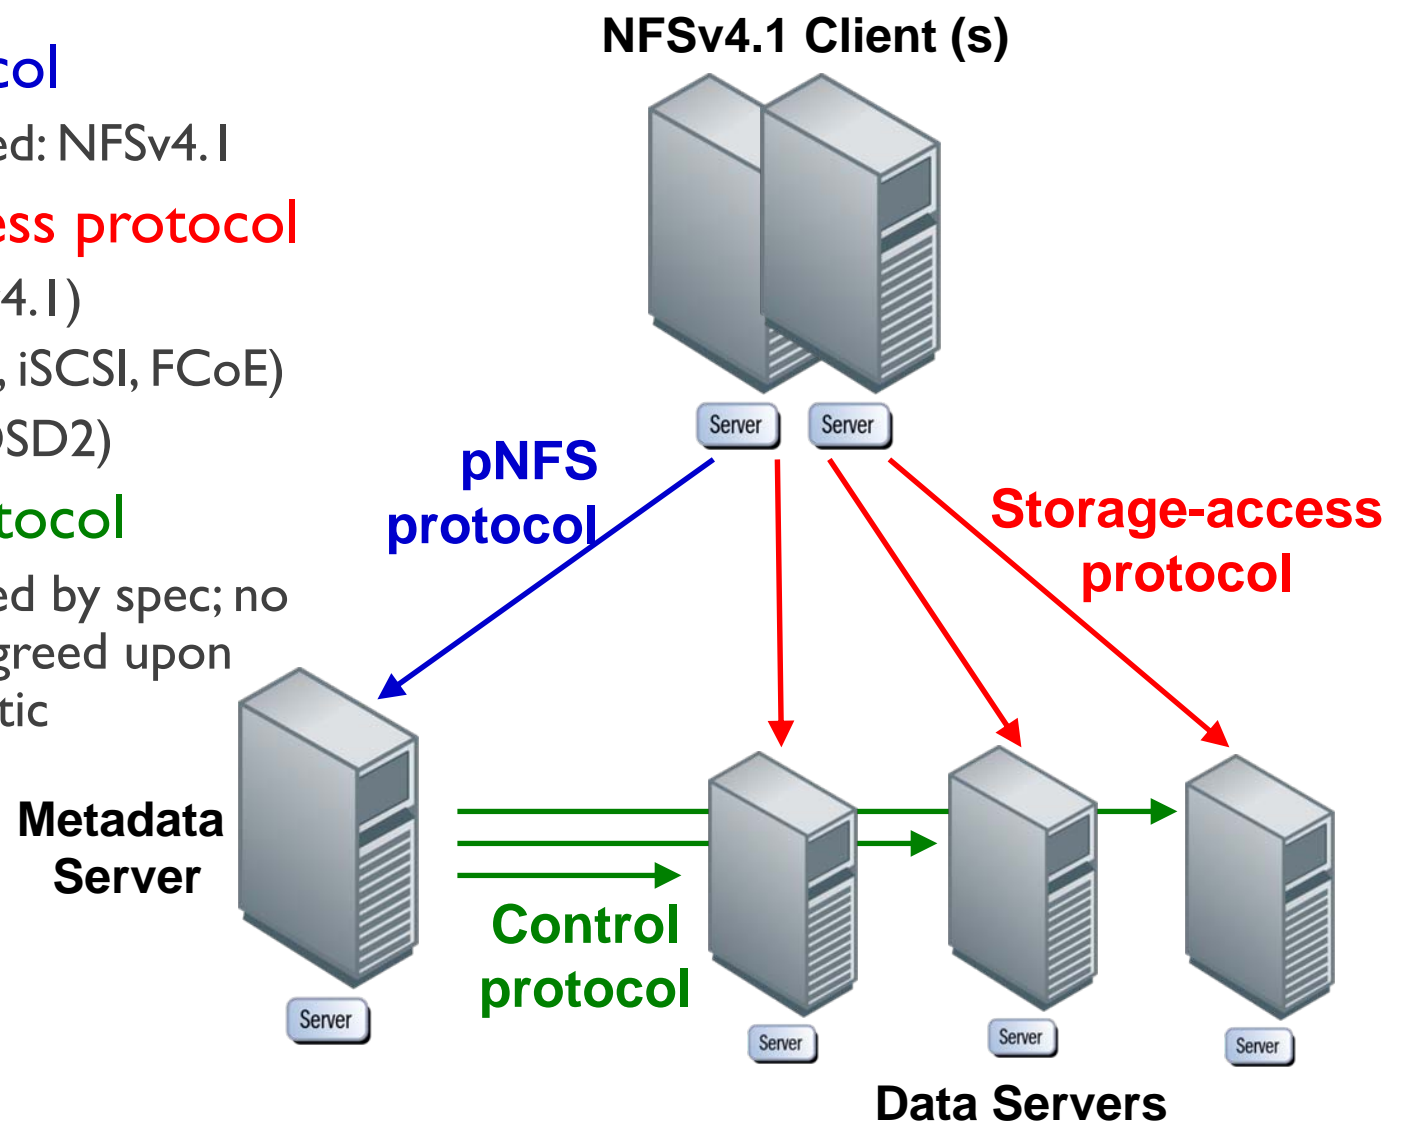 NFSv4.1 Client (s)
col
ed: NFSv4.1
ess protocol
4.1)
, iSCSI, FCoE)
OSD2)
tocol
ed by spec; no
greed upon
tic
Server
Server
pNFS
protocol
Storage-access
protocol
Metadata
Server
Control
protocol
Server
Server
Server
Server
Data Servers